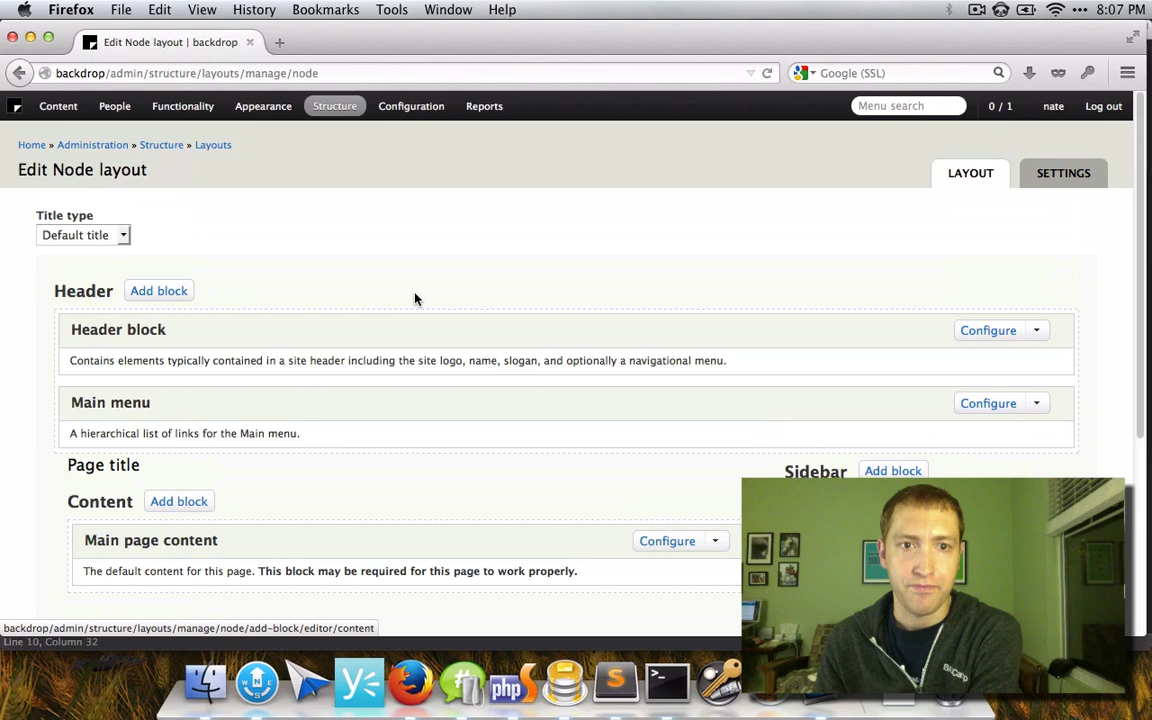 Firefox File Edit View History Bookmarks Tools Window Help 8:07 PM
Edit Node layout | backdrop
backdrop/admin/structure/layouts/manage/node
Google (SSL)
Content People Functionality Appearance Structure Configuration Reports Menu search 0 / 1 nate Log out
Home » Administration » Structure » Layouts
Edit Node layout
LAYOUT SETTINGS
Title type
Default title
Header Add block
Header block Configure
Contains elements typically contained in a site header including the site logo, name, slogan, and optionally a navigational menu.
Main menu Configure
A hierarchical list of links for the Main menu.
Page title
Sidebar Add block
Content Add block
Main page content Configure
The default content for this page. This block may be required for this page to work properly.
backdrop/admin/structure/layouts/manage/node/add-block/editor/content
Line 10, Column 32
php